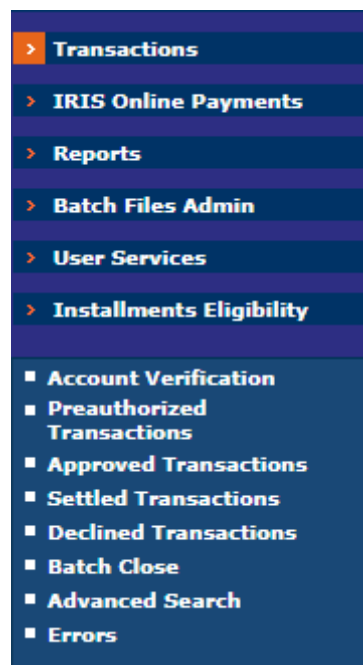 Transactions
IRIS Online Payments
Reports
Batch Files Admin
User Services
Installments Eligibility
Account Verification
Preauthorized
Transactions
Approved Transactions
Settled Transactions
Declined Transactions
Batch Close
Advanced Search
Errors